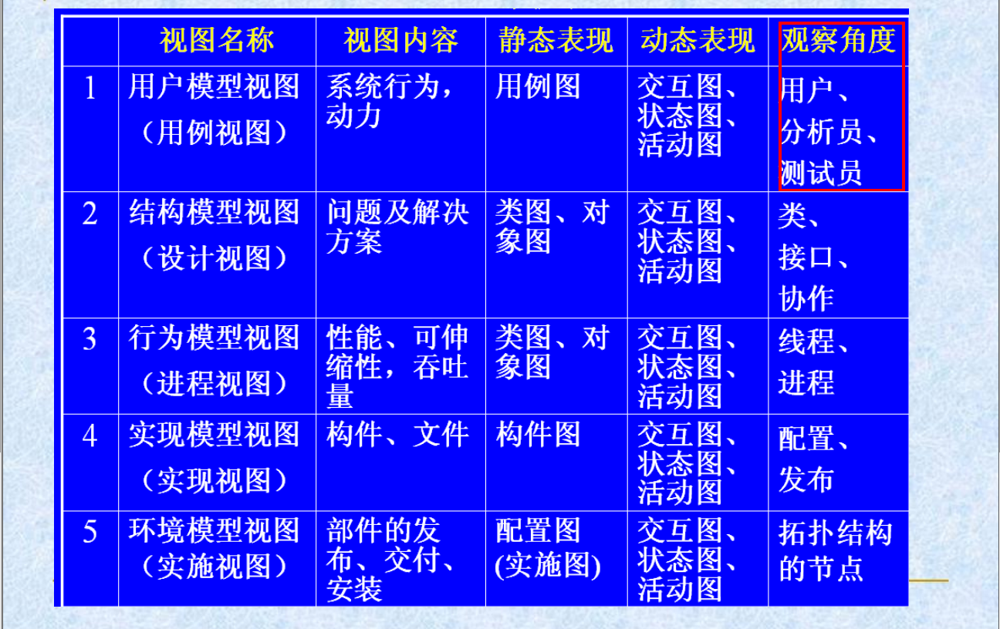 视图名称 视图内容 静态表现 动态表现 观察角度
1 用户模型视图 系统行为， 用例图 交互图、 用户、
（用例视图） 动力 状态图、 分析员、
活动图 测试员
2 结构模型视图 问题及解决 类图、对 交互图、 类、
（设计视图） 方案 象图 状态图、 接口、
活动图 协作
3 行为模型视图 性能、可伸 类图、对 交互图、 线程、
（进程视图） 缩性，吞吐 象图 状态图、 进程
量 活动图
4 实现模型视图 构件、文件 构件图 交互图、 配置、
（实现视图） 状态图、 发布
活动图
5 环境模型视图 部件的发 配置图 交互图、 拓扑结构
（实施视图） 布、交付、 (实施图) 状态图、 的节点
安装 活动图